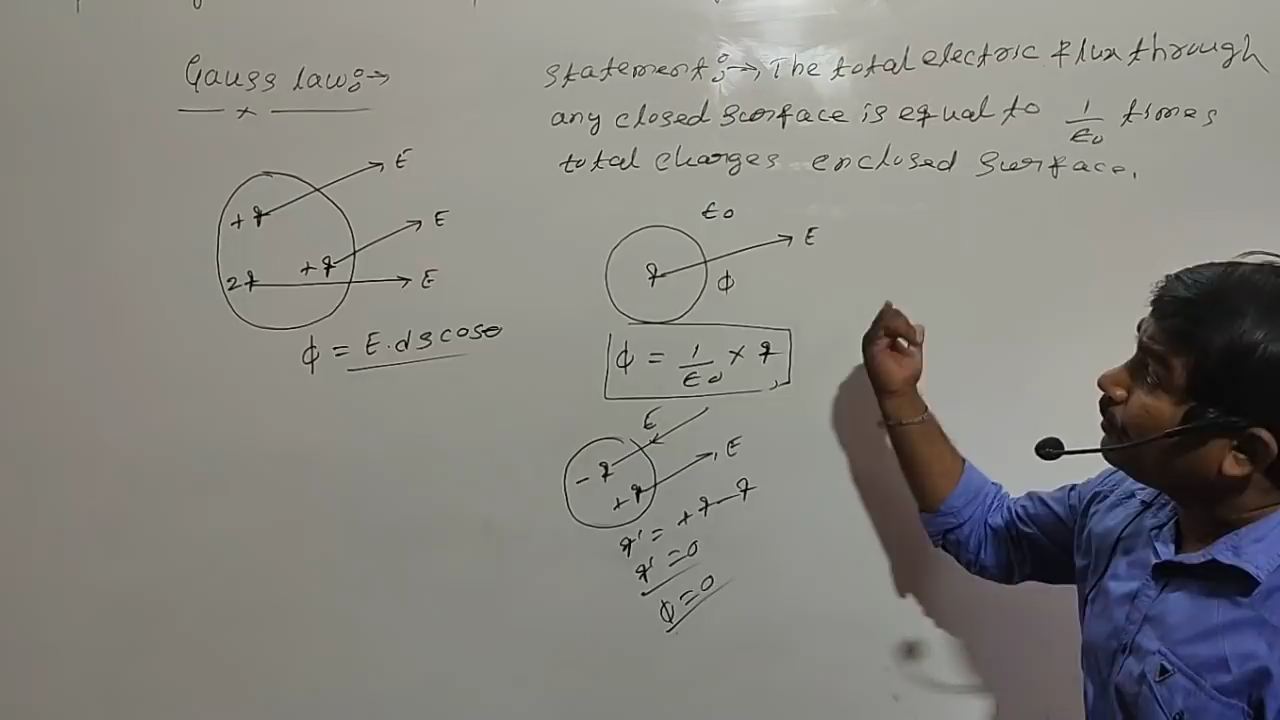 Gauss law:→
statement:→, The total electric flux through
any closed surface is equal to 1/ε0 times
total charges enclosed surface.
E
+q
E
+q
2q
E
ϕ = E.ds cosθ
ε0
E
q
ϕ
ϕ = 1/ε0 × q
E
E
-q
+q
q' = +q-q
q' = 0
ϕ = 0